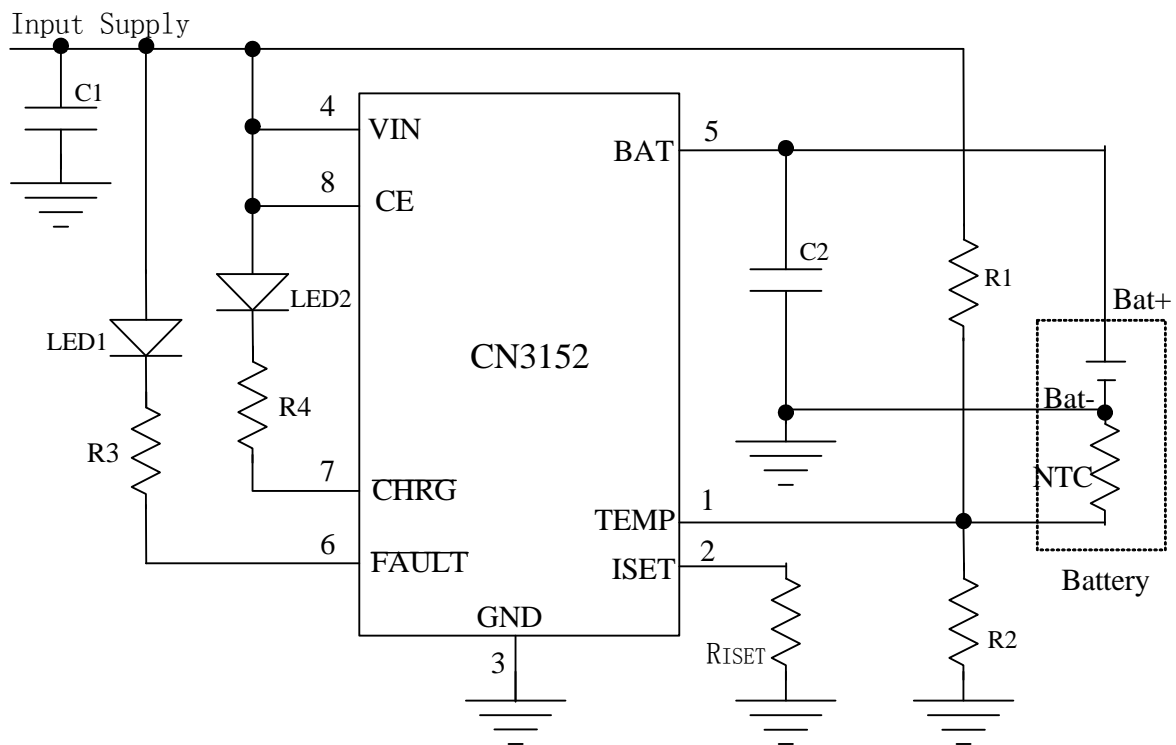 Input Supply
C1
4
VIN
5
BAT
8
CE
C2
R1
LED2
Bat+
LED1
CN3152
R4
Bat-
R3
7
CHRG
NTC
1
TEMP
6
FAULT
2
ISET
Battery
GND
3
RISET
R2